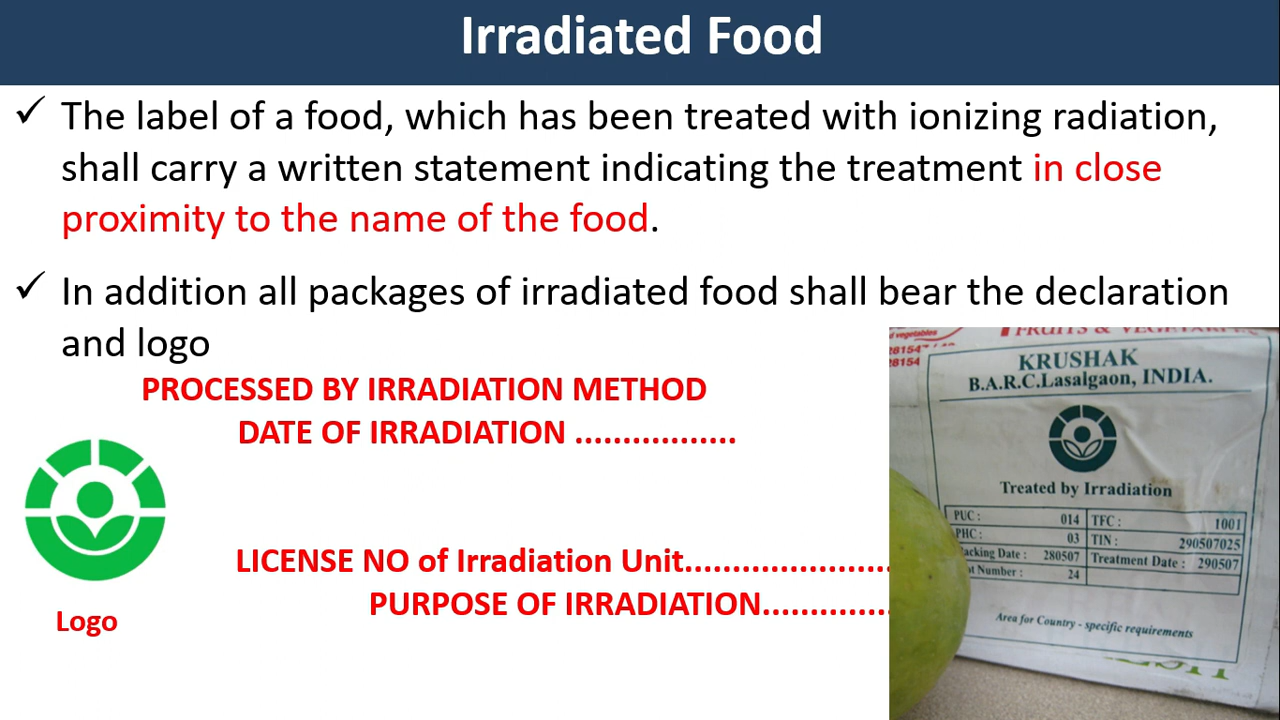 Irradiated Food
✓ The label of a food, which has been treated with ionizing radiation,
shall carry a written statement indicating the treatment in close
proximity to the name of the food.
✓ In addition all packages of irradiated food shall bear the declaration
and logo
PROCESSED BY IRRADIATION METHOD
DATE OF IRRADIATION .................
LICENSE NO of Irradiation Unit......................
PURPOSE OF IRRADIATION..............
Logo
FRUITS &
KRUSHAK
B.A.R.C.Lasalgaon, INDIA.
Treated by Irradiation
PUC : 014 TFC : 1001
PHC : 03 TIN : 290507025
acking Date : 280507 Treatment Date : 290507
Number : 24
Area for Country - specific requirements